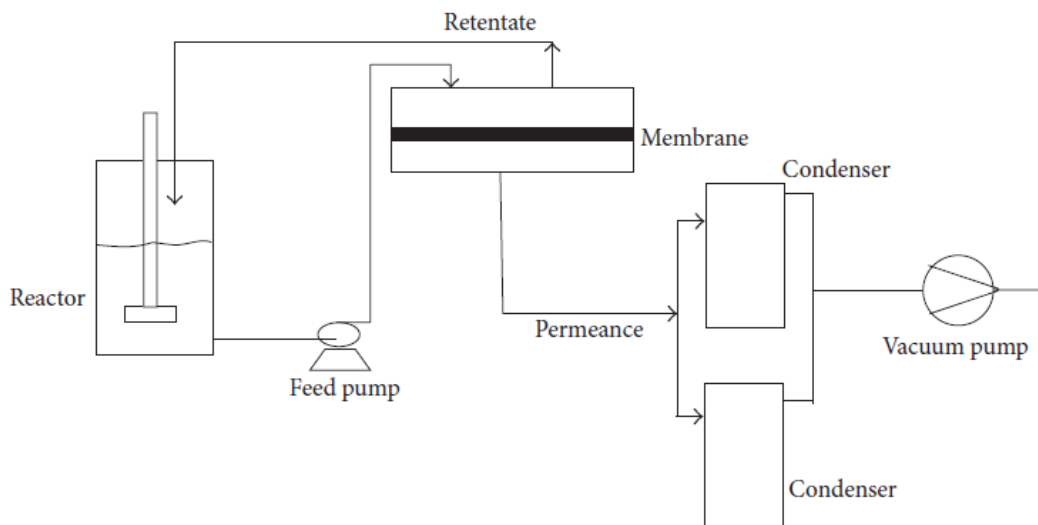 Retentate
Membrane
Condenser
Reactor
Permeance
Vacuum pump
Feed pump
Condenser